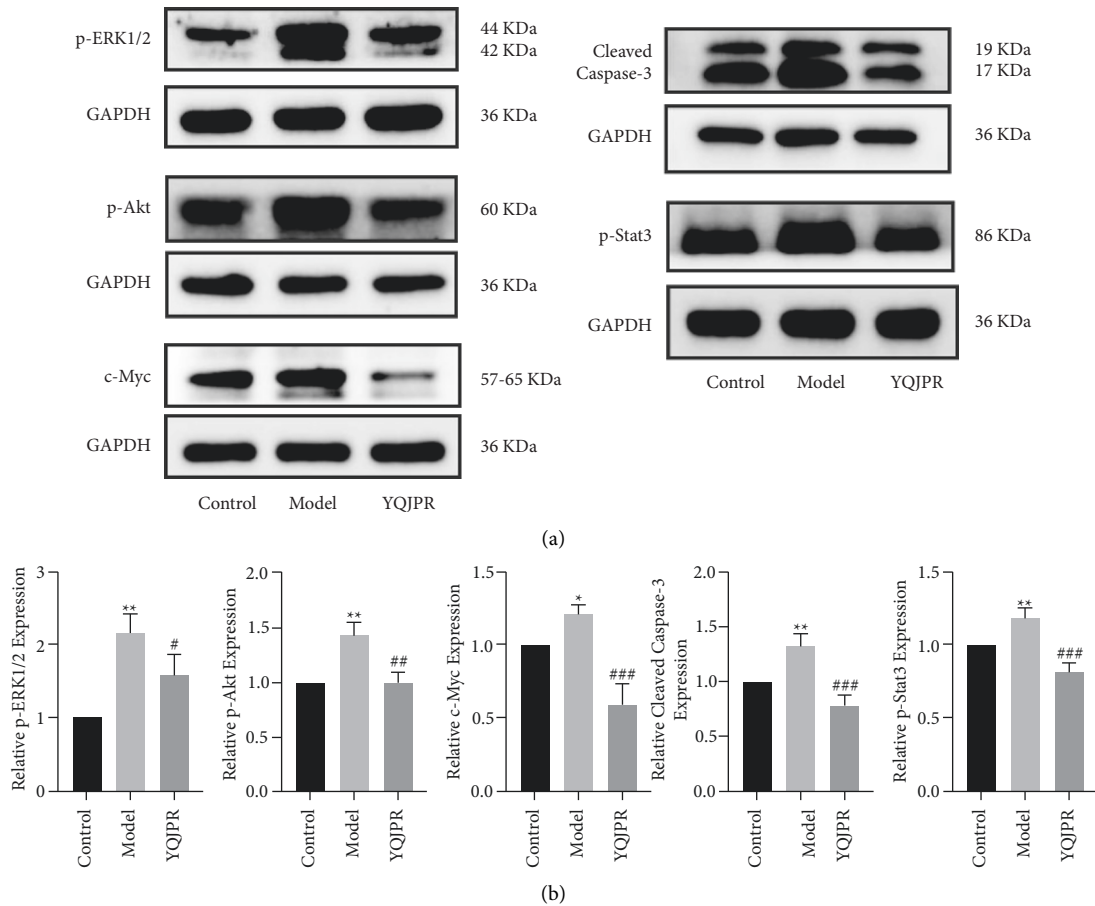 p-ERK1/2
44 KDa
42 KDa
GAPDH
36 KDa
p-Akt
60 KDa
GAPDH
36 KDa
c-Myc
57-65 KDa
GAPDH
36 KDa
Control Model YQJPR
Cleaved
Caspase-3
19 KDa
17 KDa
GAPDH
36 KDa
p-Stat3
86 KDa
GAPDH
36 KDa
Control Model YQJPR
(a)
Relative p-ERK1/2 Expression
3
2
1
0
**
#
Control
Model
YQJPR
Relative p-Akt Expression
2.0
1.5
1.0
0.5
0.0
**
##
Control
Model
YQJPR
Relative c-Myc Expression
1.5
1.0
0.5
0.0
*
###
Control
Model
YQJPR
Relative Cleaved Caspase-3
Expression
2.0
1.5
1.0
0.5
0.0
**
###
Control
Model
YQJPR
Relative p-Stat3 Expression
1.5
1.0
0.5
0.0
**
###
Control
Model
YQJPR
(b)